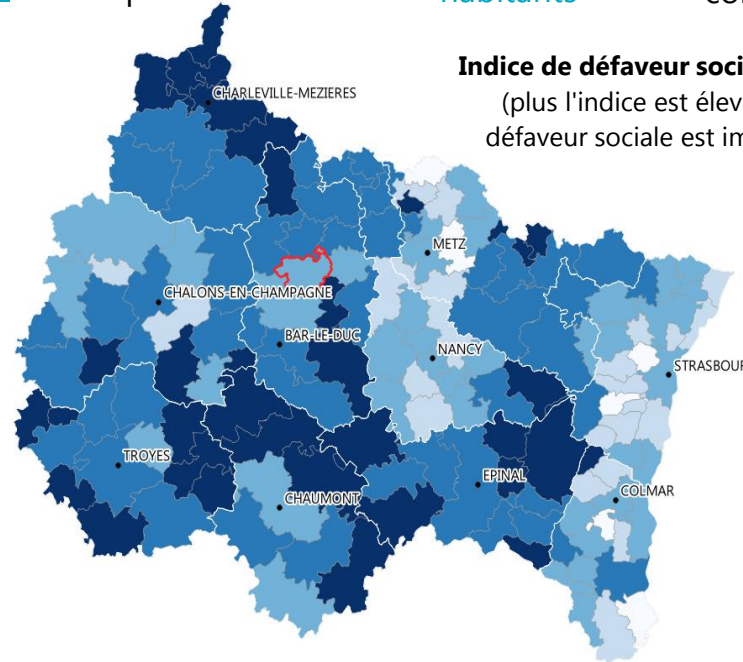 habitants
Indice de défaveur soci
(plus l'indice est élev
défaveur sociale est im
CHARLEVILLE-MEZIERES
METZ
CHALONS-EN-CHAMPAGNE
BAR-LE-DUC
NANCY
STRASBOUR
TROYES
EPINAL
CHAUMONT
COLMAR